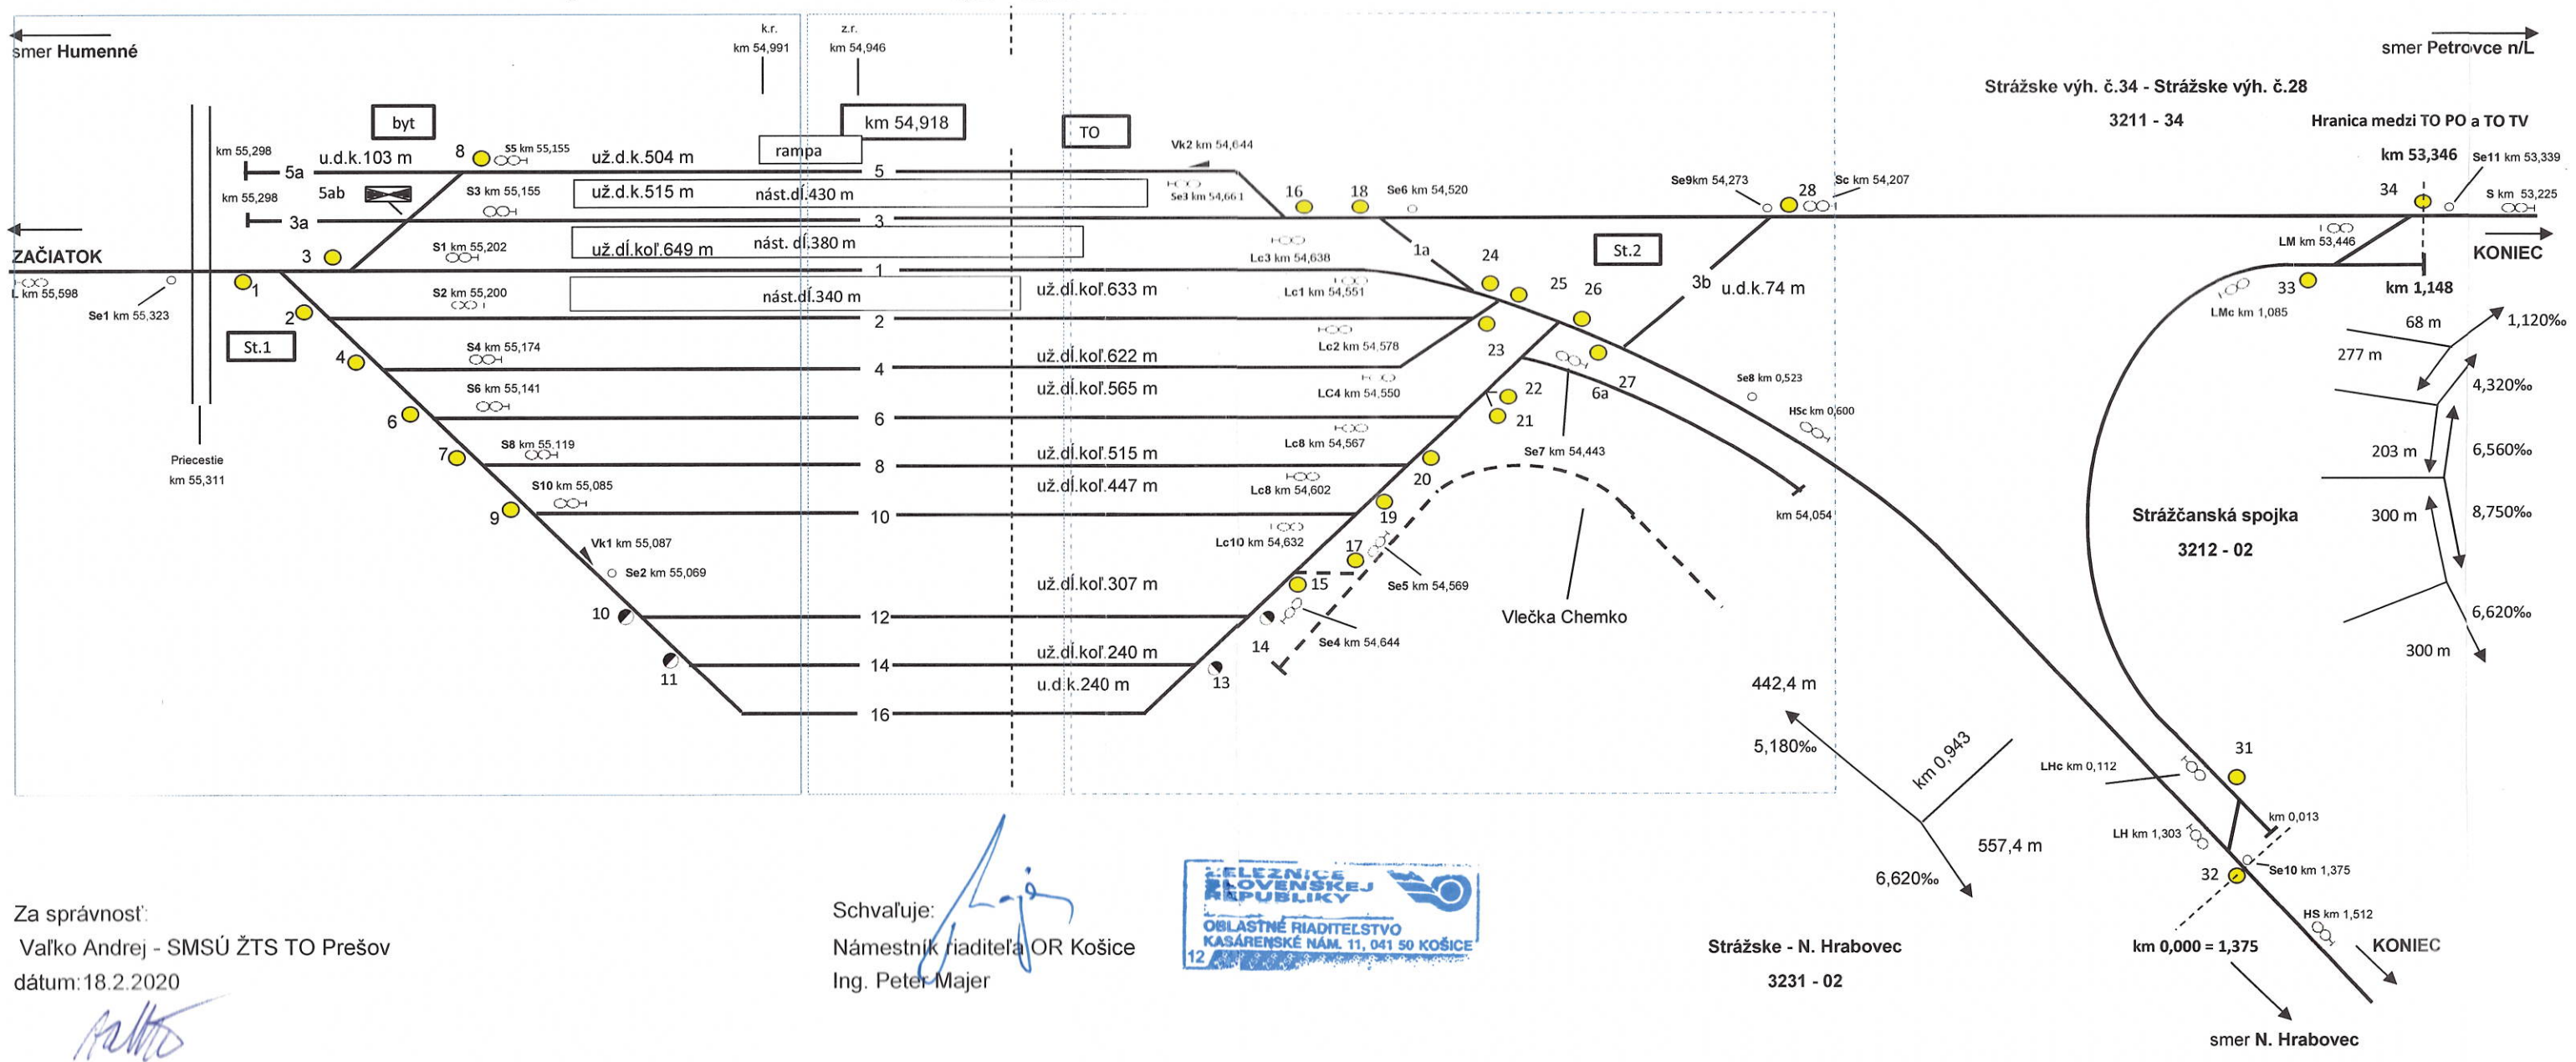 smer Humenné
k.r.
km 54,991
z.r.
km 54,946
smer Petrovce n/L
Strážske výh. č.34 - Strážske výh. č.28
3211 - 34
Hranica medzi TO PO a TO TV
km 53,346
Se11 km 53,339
34
S km 53,225
byt
km 54,918
TO
rampa
km 55,298
u.d.k.103 m
8
S5 km 55,155
už.d.k.504 m
5a
5
Vk2 km 54,644
5ab
S3 km 55,155
už.d.k.515 m
nást.dĺ.430 m
Se3 km 54,661
16
18
Se6 km 54,520
Se9km 54,273
28
Sc km 54,207
km 55,298
3a
3
ZAČIATOK
3
S1 km 55,202
už.dĺ.koľ.649 m
nást. dĺ.380 m
Lc3 km 54,638
1a
24
St.2
LM km 53,446
KONIEC
1
L km 55,598
Se1 km 55,323
1
2
S2 km 55,200
nást.dĺ.340 m
už.dĺ.koľ.633 m
Lc1 km 54,551
25
26
3b
u.d.k.74 m
33
km 1,148
LMc km 1,085
2
St.1
4
S4 km 55,174
už.dĺ.koľ.622 m
Lc2 km 54,578
23
68 m
1,120‰
277 m
4
S6 km 55,141
už.dĺ.koľ.565 m
LC4 km 54,550
22
27
6a
Se8 km 0,523
4,320‰
6
6
21
HSc km 0,600
7
S8 km 55,119
už.dĺ.koľ.515 m
Lc8 km 54,567
Se7 km 54,443
203 m
6,560‰
Priecestie
km 55,311
8
20
S10 km 55,085
už.dĺ.koľ.447 m
Lc8 km 54,602
9
10
19
km 54,054
Strážčanská spojka
3212 - 02
300 m
8,750‰
Vk1 km 55,087
Lc10 km 54,632
17
Se2 km 55,069
už.dĺ.koľ.307 m
15
Se5 km 54,569
10
12
Vlečka Chemko
6,620‰
14
Se4 km 54,644
už.dĺ.koľ.240 m
300 m
11
14
13
u.d.k.240 m
442,4 m
16
5,180‰
km 0,943
31
LHc km 0,112
km 0,013
LH km 1,303
557,4 m
6,620‰
32
Se10 km 1,375
HS km 1,512
Strážske - N. Hrabovec
3231 - 02
km 0,000 = 1,375
KONIEC
smer N. Hrabovec
Za správnosť:
Vaľko Andrej - SMSÚ ŽTS TO Prešov
dátum:18.2.2020
Schvaľuje:
Námestník riaditeľa OR Košice
Ing. Peter Majer
ŽELEZNICE
SLOVENSKEJ
REPUBLIKY
OBLASTNÉ RIADITEĽSTVO
KASÁRENSKÉ NÁM. 11, 041 50 KOŠICE
12